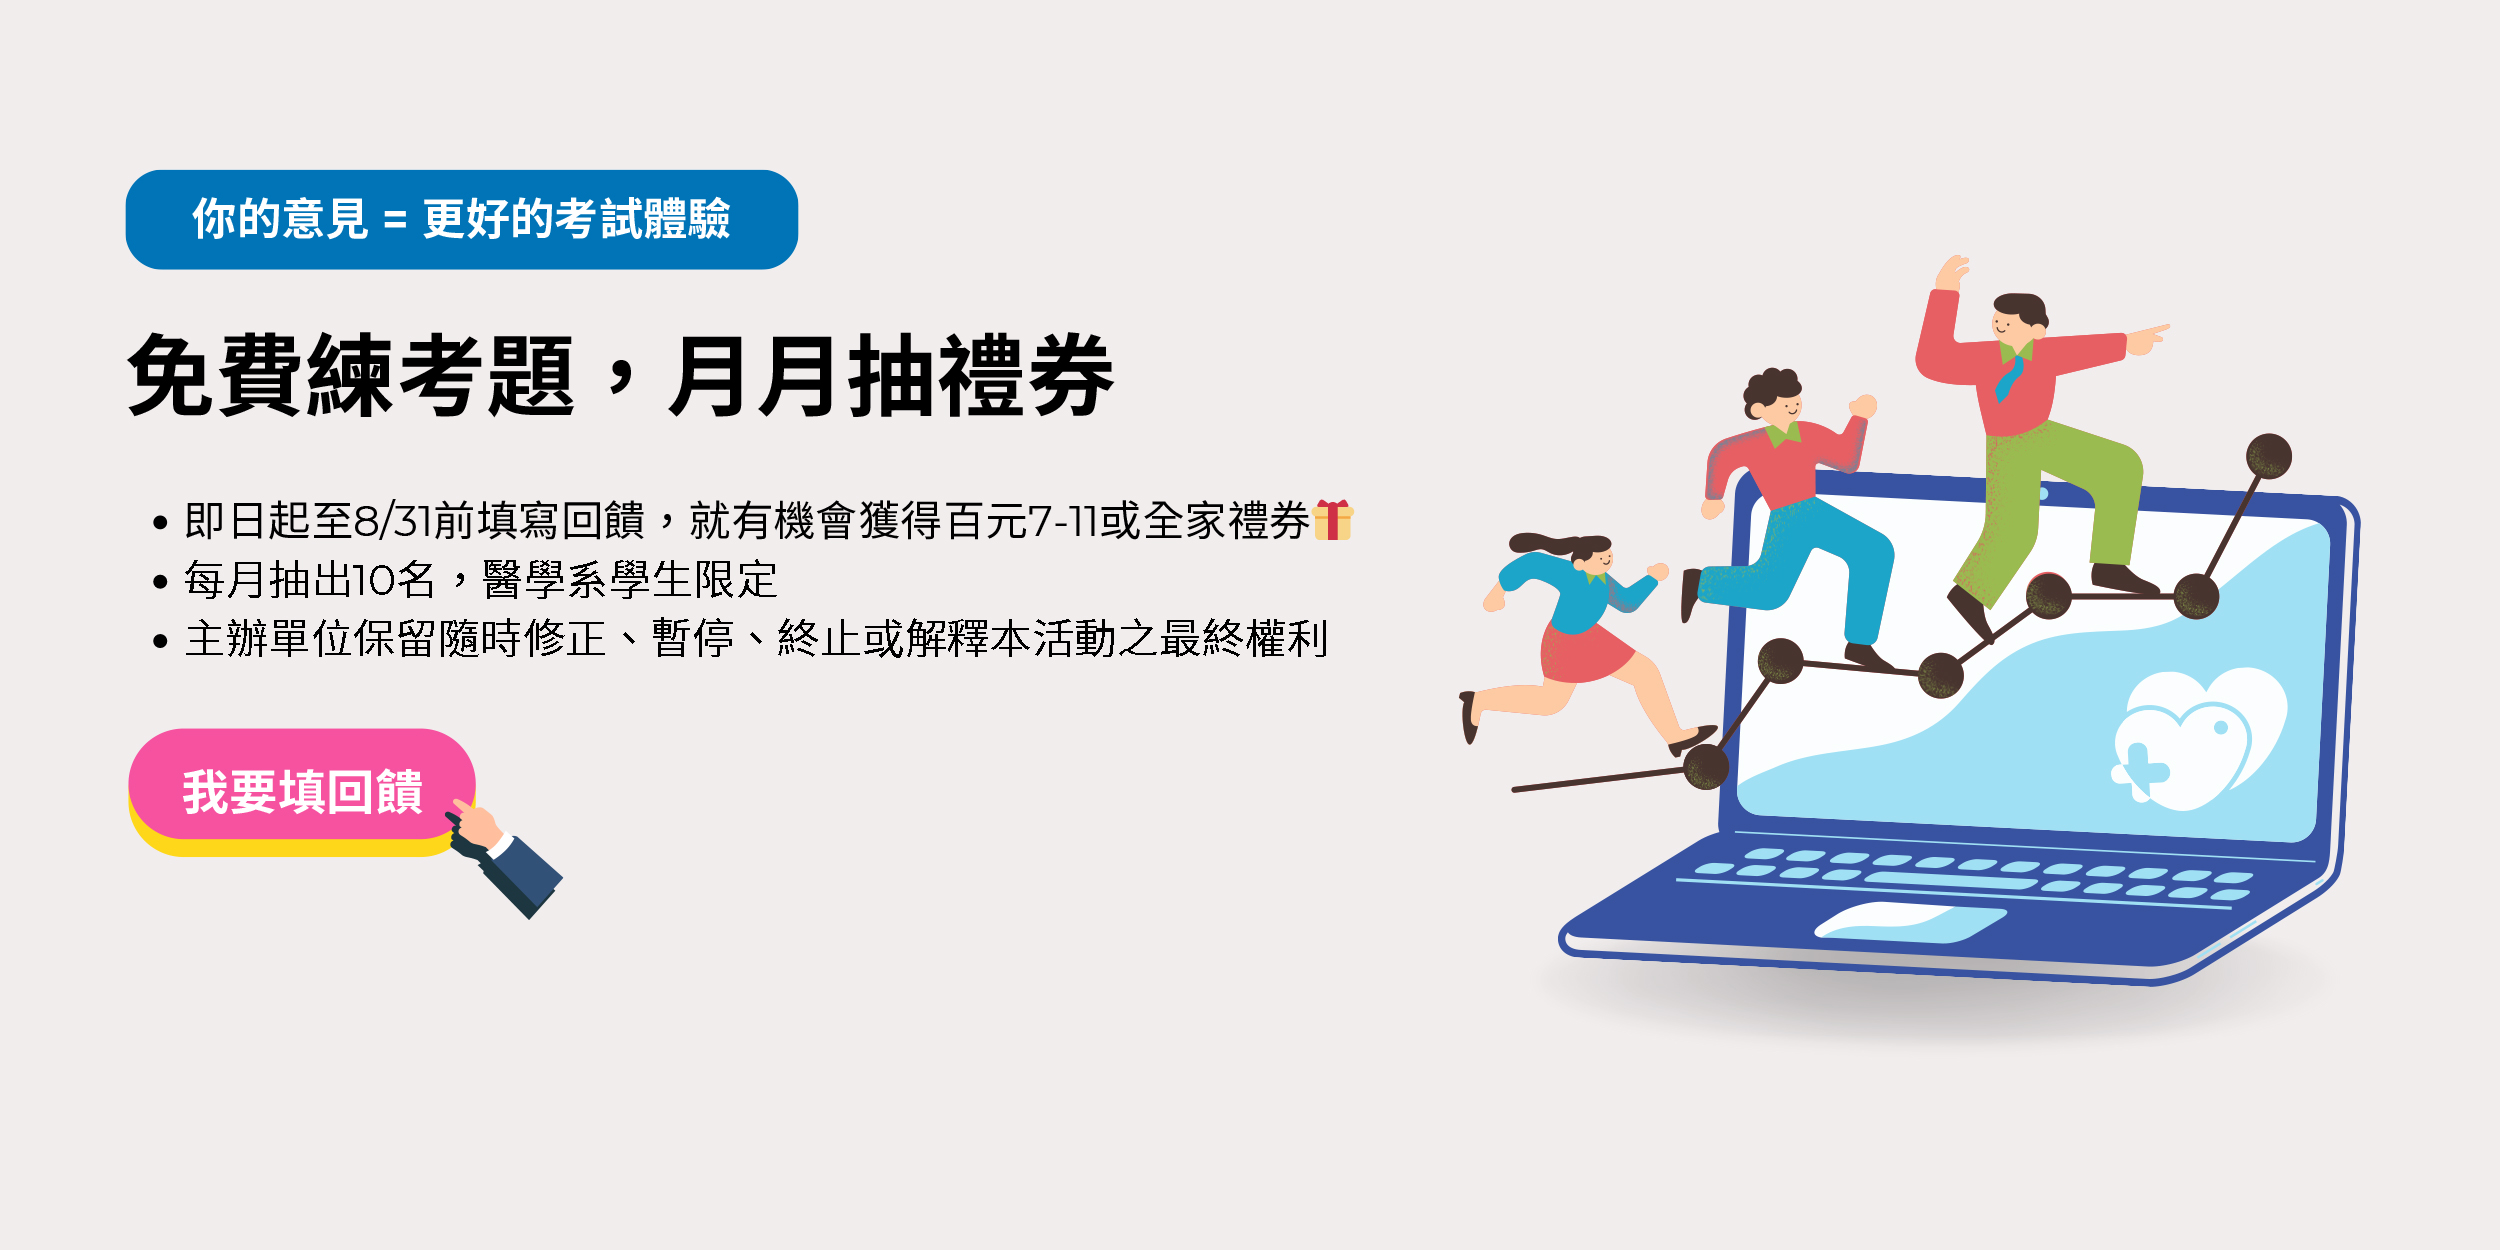 你的意見 = 更好的考試體驗
免費練考題，月月抽禮券
• 即日起至8/31前填寫回饋，就有機會獲得百元7-11或全家禮券🎁
• 每月抽出10名，醫學系學生限定
• 主辦單位保留隨時修正、暫停、終止或解釋本活動之最終權利
我要填回饋